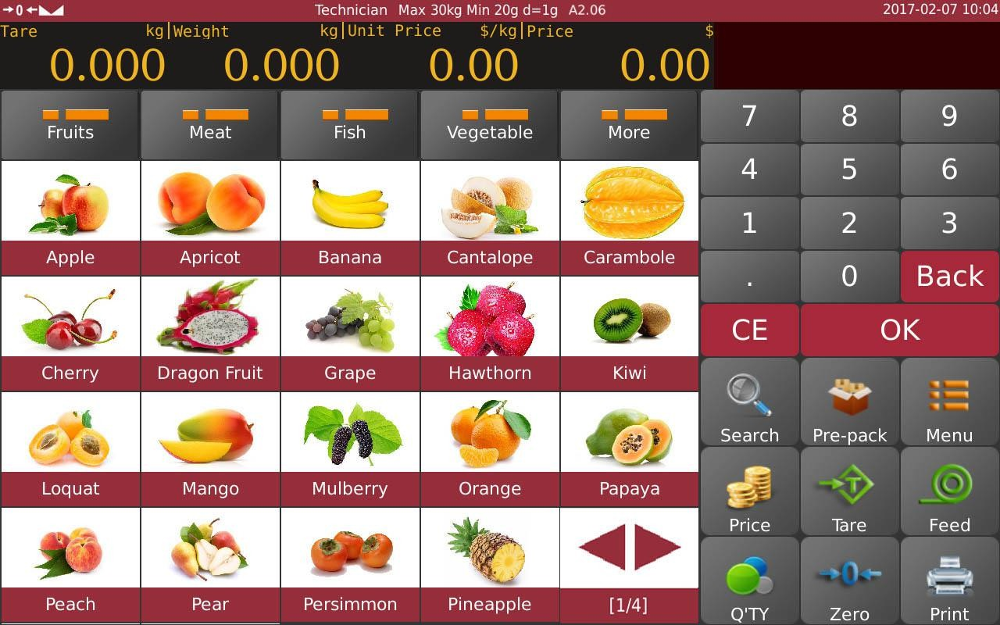 →0← Technician Max 30kg Min 20g d=1g A2.06 2017-02-07 10:04
Tare kg|Weight kg|Unit Price $/kg|Price $
0.000 0.000 0.00 0.00
Fruits Meat Fish Vegetable More
7 8 9
4 5 6
Apple Apricot Banana Cantalope Carambole
1 2 3
. 0 Back
CE OK
Cherry Dragon Fruit Grape Hawthorn Kiwi
Search Pre-pack Menu
Loquat Mango Mulberry Orange Papaya
T
Price Tare Feed
0
Peach Pear Persimmon Pineapple [1/4]
Q'TY Zero Print